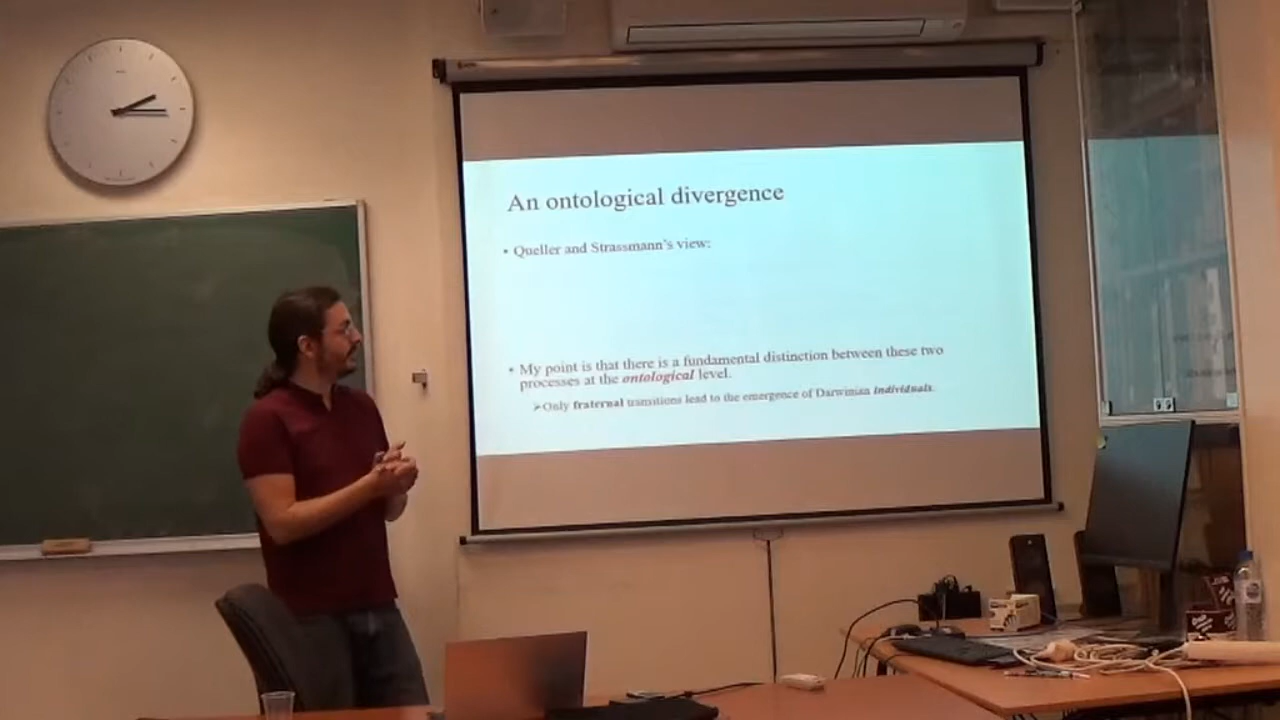 An ontological divergence
• Queller and Strassmann's view:
• My point is that there is a fundamental distinction between these two
processes at the ontological level.
➢Only fraternal transitions lead to the emergence of Darwinian individuals.